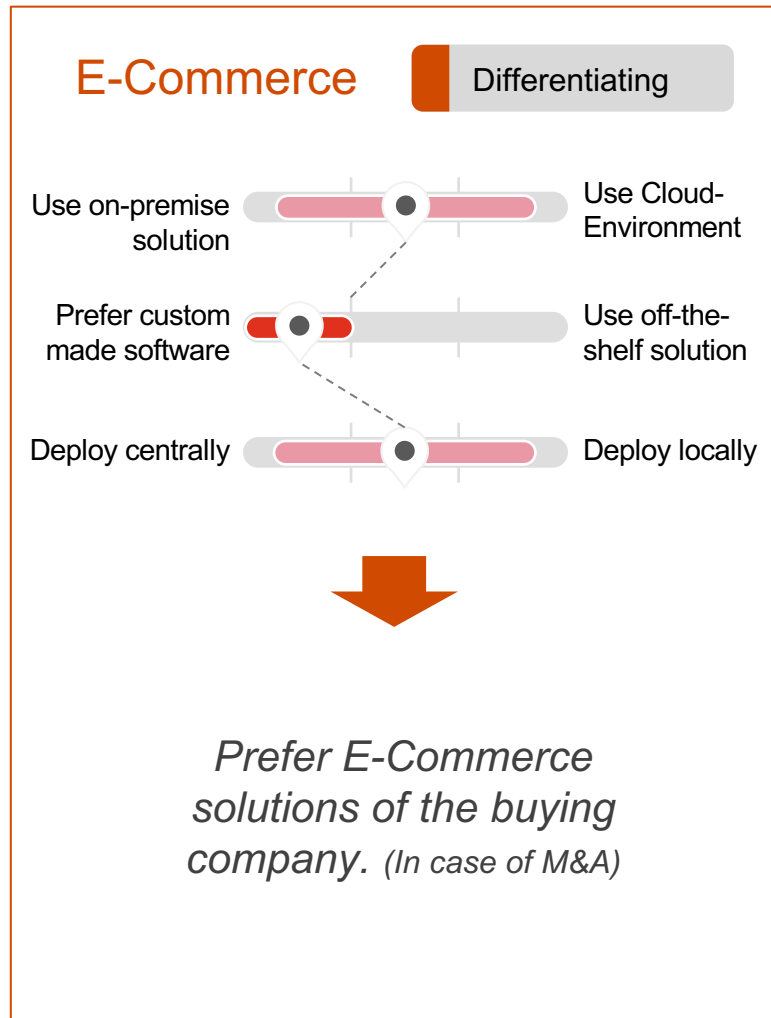 E-Commerce
Differentiating
Use on-premise
solution
Use Cloud-
Environment
Prefer custom
made software
Use off-the-
shelf solution
Deploy centrally
Deploy locally
Prefer E-Commerce
solutions of the buying
company. (In case of M&A)